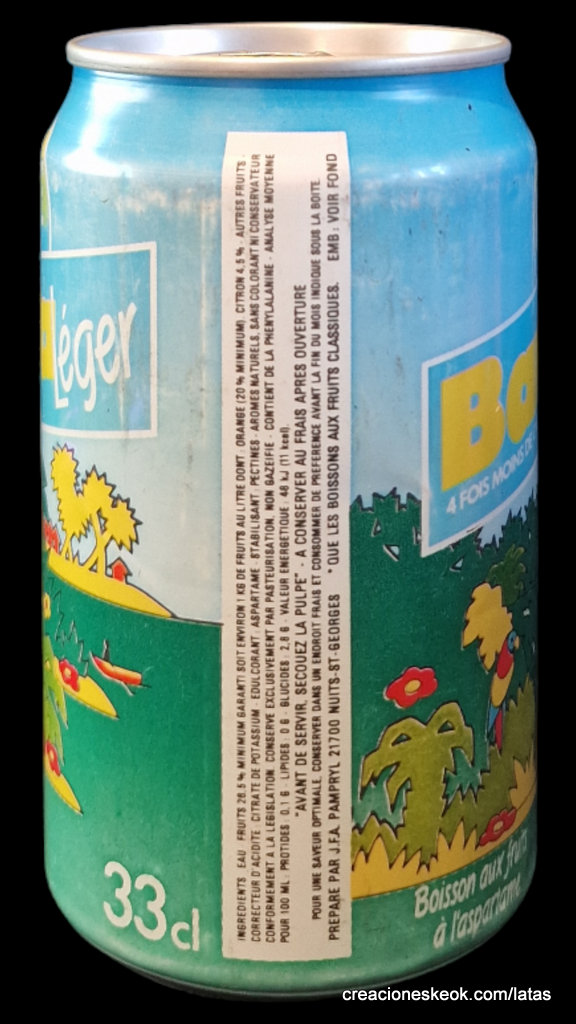 Léger
33cl
INGREDIENTS : EAU - FRUITS 26,5 % MINIMUM GARANTI SOIT ENVIRON 1 KG DE FRUITS AU LITRE DONT : ORANGE (20 % MINIMUM), CITRON 4,5 % - AUTRES FRUITS -
CORRECTEUR D'ACIDITE : CITRATE DE POTASSIUM - EDULCORANT : ASPARTAME - STABILISANT : PECTINES - AROMES NATURELS, SANS COLORANT NI CONSERVATEUR
CONFORMEMENT A LA LEGISLATION, CONSERVE EXCLUSIVEMENT PAR PASTEURISATION, NON GAZEIFIE - CONTIENT DE LA PHENYLALANINE - ANALYSE MOYENNE
POUR 100 ML : PROTIDES : 0,1 G - LIPIDES : 0 G - GLUCIDES : 2,8 G - VALEUR ENERGETIQUE : 48 kJ (11 kcal).
"AVANT DE SERVIR, SECOUEZ LA PULPE" - A CONSERVER AU FRAIS APRES OUVERTURE
POUR UNE SAVEUR OPTIMALE, CONSERVER DANS UN ENDROIT FRAIS ET CONSOMMER DE PREFERENCE AVANT LA FIN DU MOIS INDIQUE SOUS LA BOITE.
PREPARE PAR J.F.A. PAMPRYL 21700 NUITS-ST-GEORGES * QUE LES BOISSONS AUX FRUITS CLASSIQUES. EMB : VOIR FOND
4 FOIS MOINS DE
Boisson aux fruits
à l'aspartame
creacioneskeok.com/latas